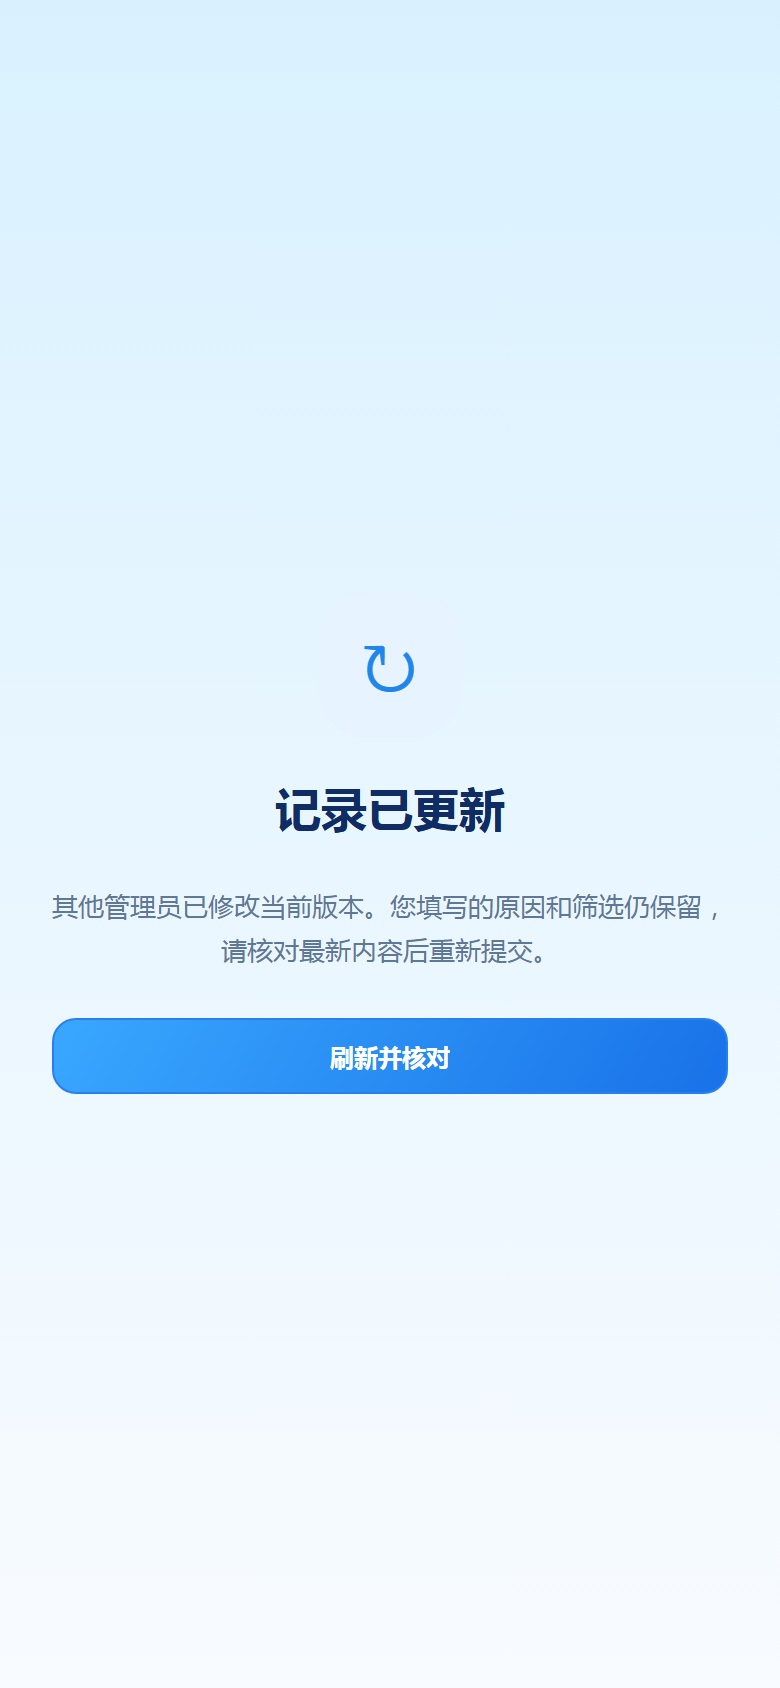 记录已更新
其他管理员已修改当前版本。您填写的原因和筛选仍保留，
请核对最新内容后重新提交。
刷新并核对